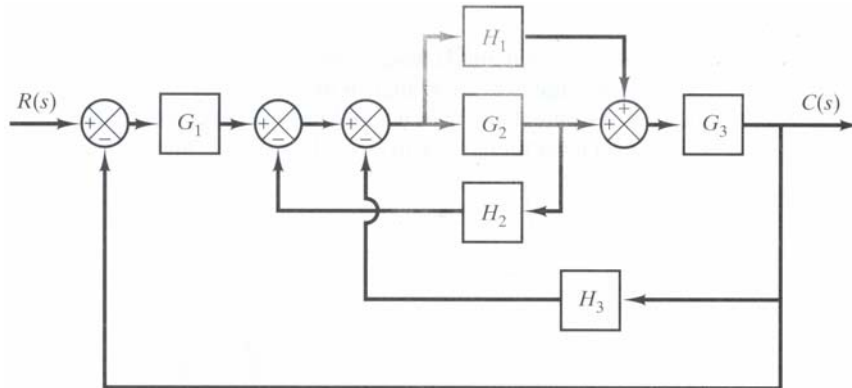 H₁
R(s)
C(s)
+
+
+
+
+
G₁
G₂
G₃
−
−
−
H₂
H₃